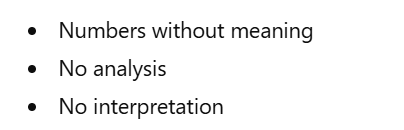 • Numbers without meaning
• No analysis
• No interpretation